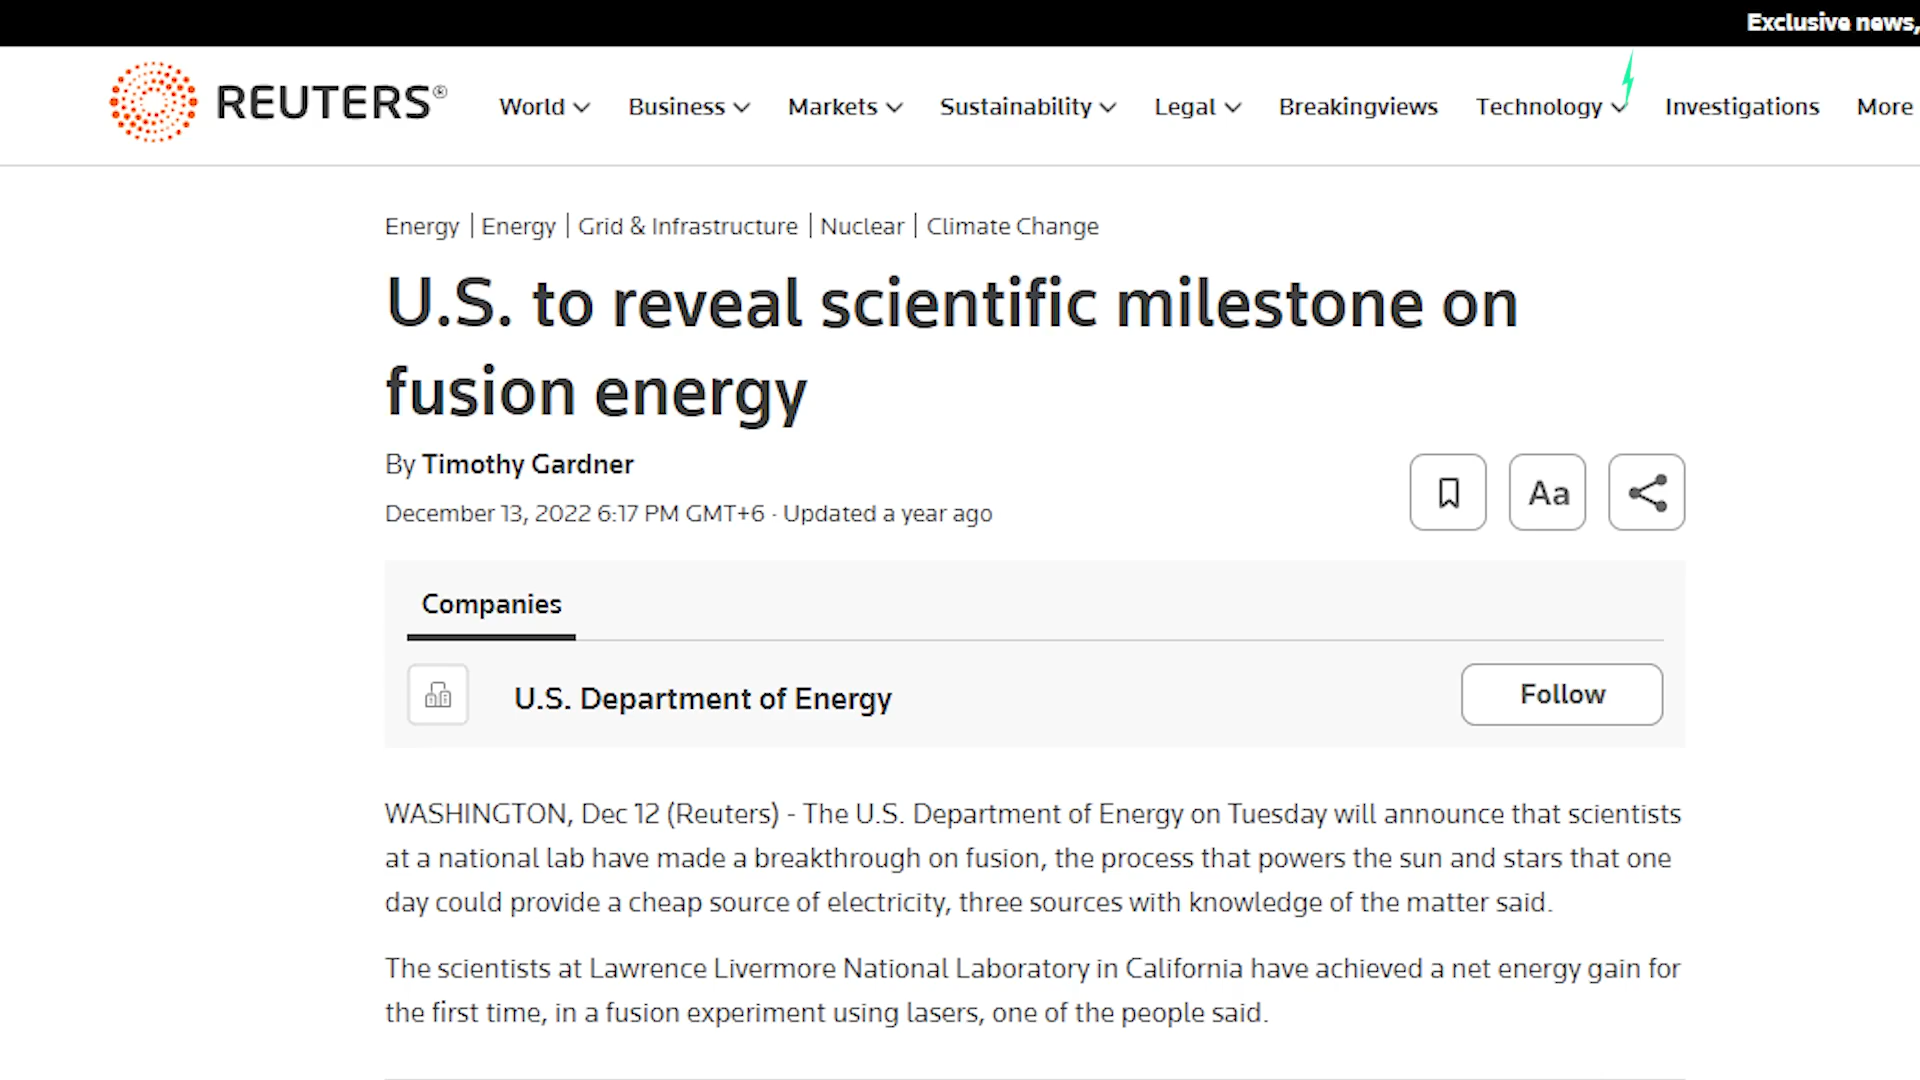 Exclusive news,
REUTERS®
World Business Markets Sustainability Legal Breakingviews Technology Investigations More
Energy | Energy | Grid & Infrastructure | Nuclear | Climate Change
U.S. to reveal scientific milestone on
fusion energy
By Timothy Gardner
December 13, 2022 6:17 PM GMT+6 · Updated a year ago
Aa
Companies
U.S. Department of Energy
Follow
WASHINGTON, Dec 12 (Reuters) - The U.S. Department of Energy on Tuesday will announce that scientists
at a national lab have made a breakthrough on fusion, the process that powers the sun and stars that one
day could provide a cheap source of electricity, three sources with knowledge of the matter said.
The scientists at Lawrence Livermore National Laboratory in California have achieved a net energy gain for
the first time, in a fusion experiment using lasers, one of the people said.